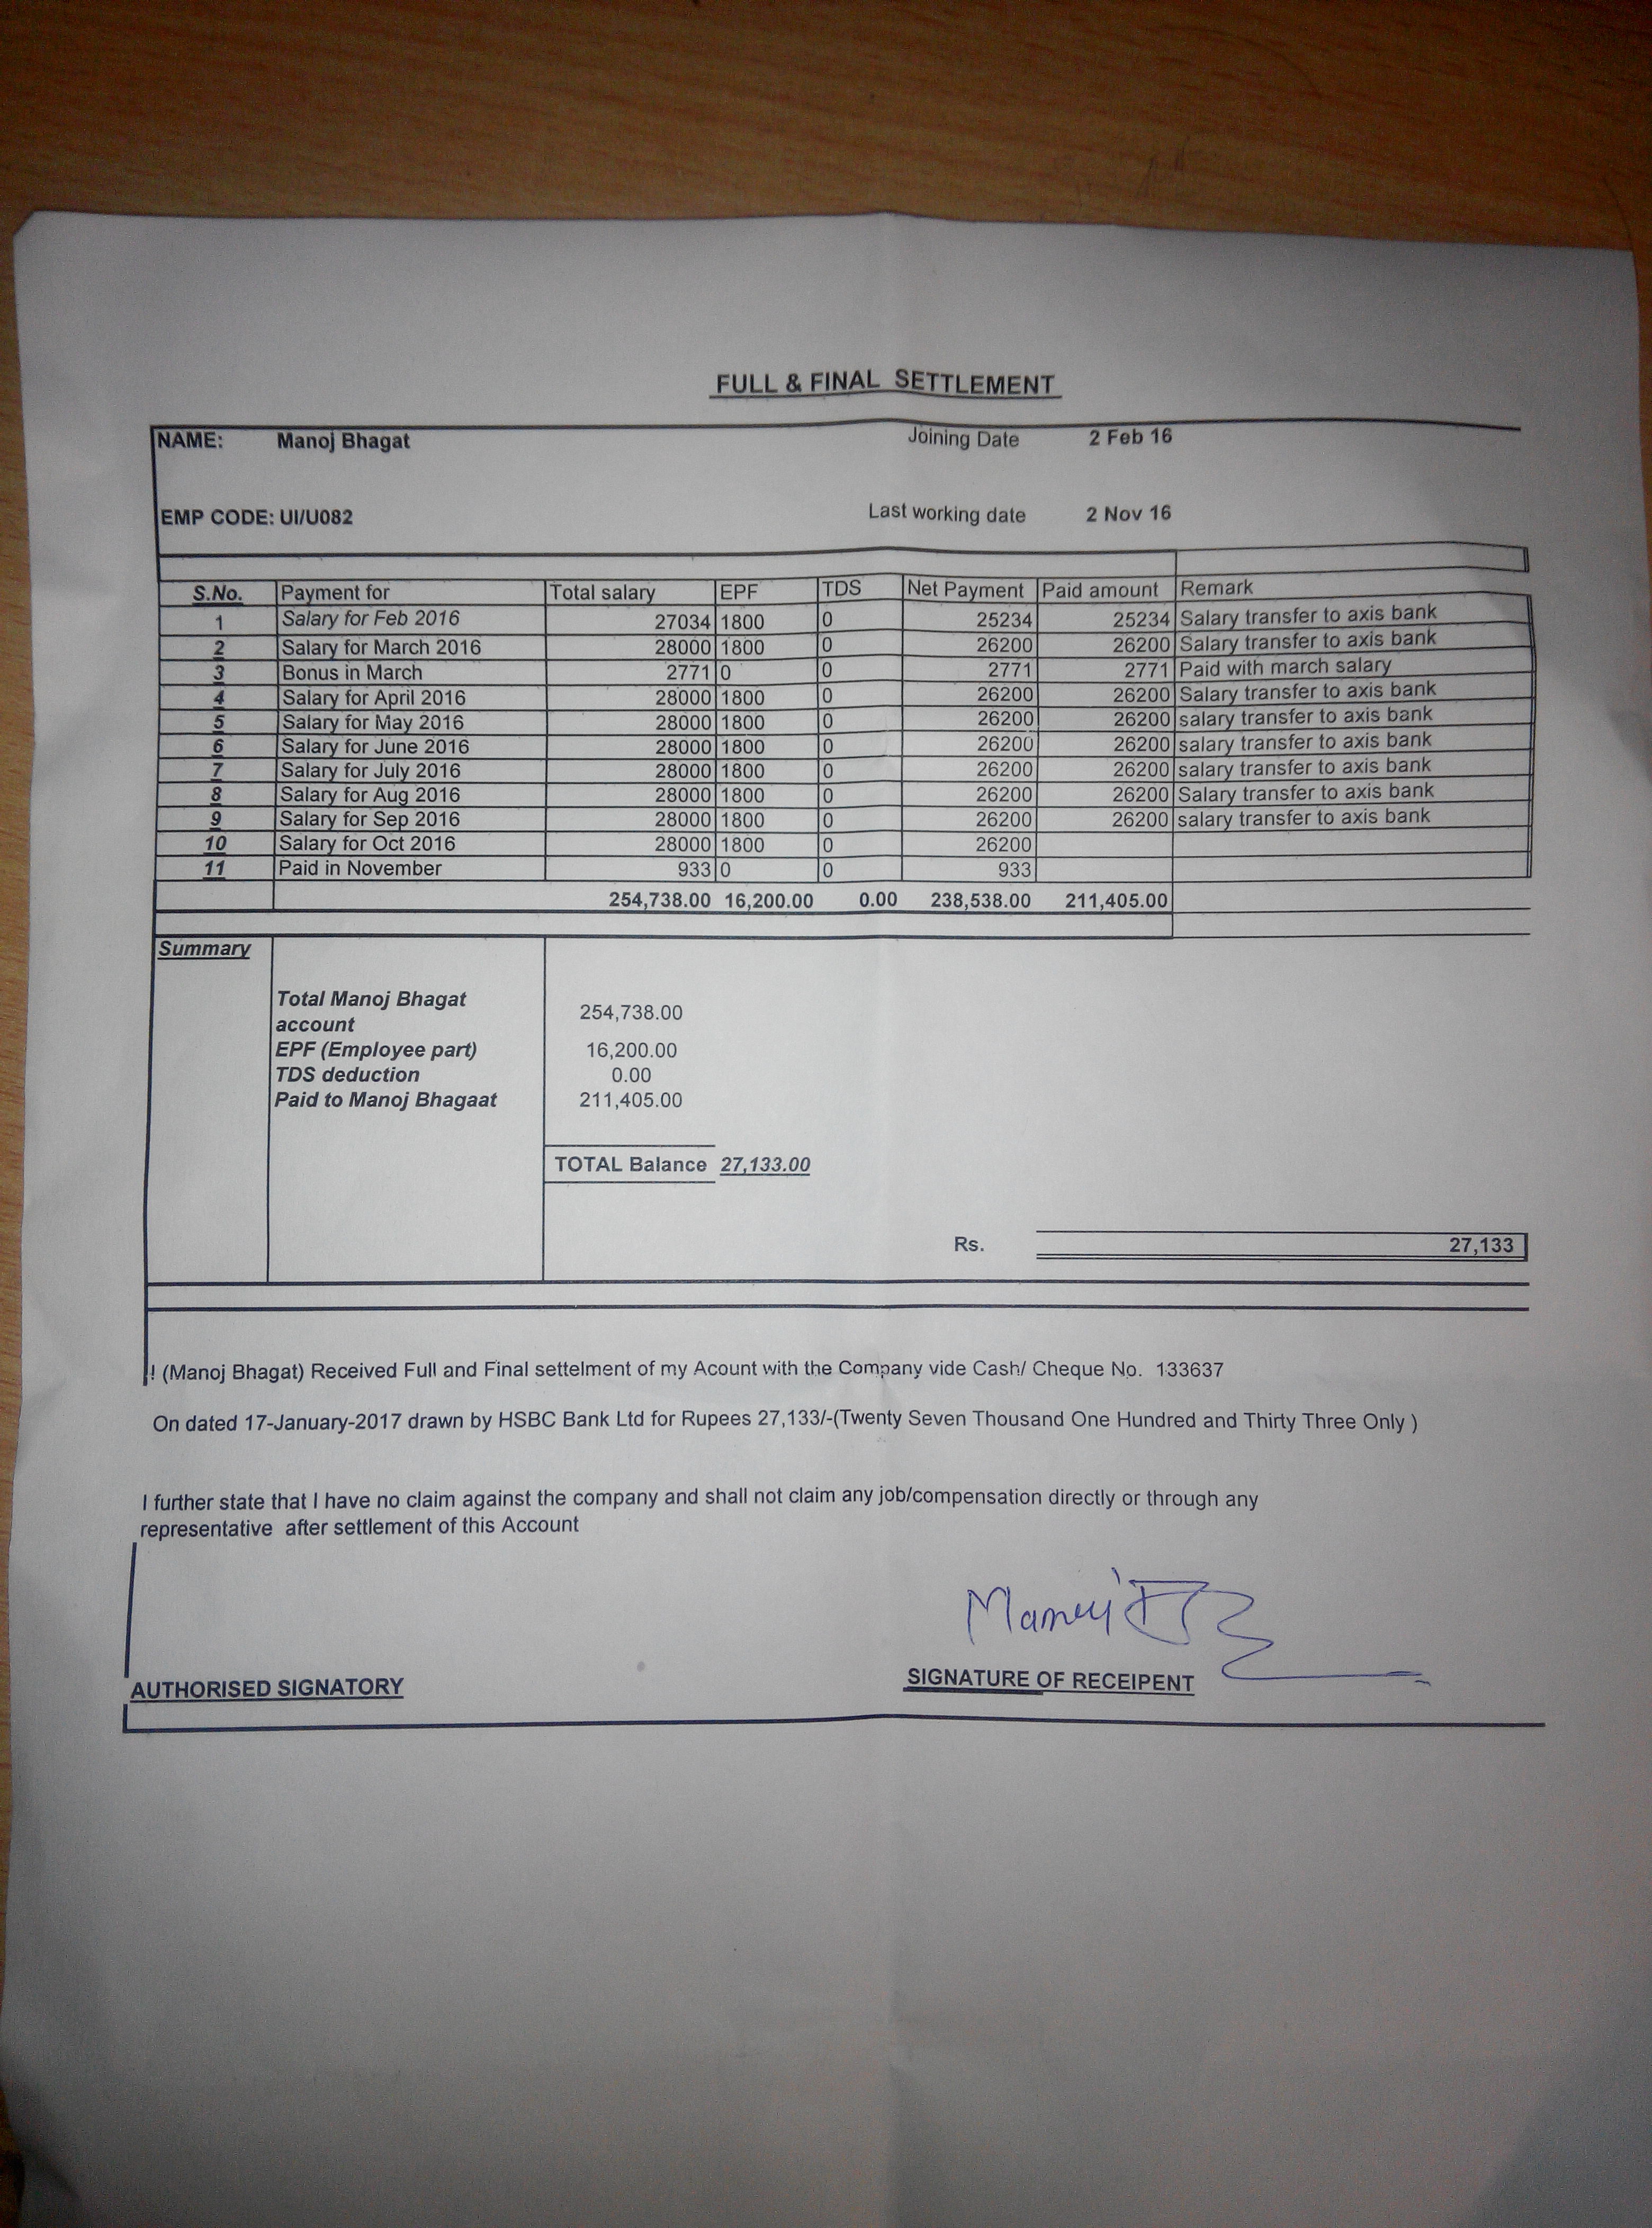 FULL & FINAL SETTLEMENT
NAME: Manoj Bhagat Joining Date 2 Feb 16
EMP CODE: UI/U082 Last working date 2 Nov 16
S.No. Payment for Total salary EPF TDS Net Payment Paid amount Remark
1 Salary for Feb 2016 27034 1800 0 25234 25234 Salary transfer to axis bank
2 Salary for March 2016 28000 1800 0 26200 26200 Salary transfer to axis bank
3 Bonus in March 2771 0 0 2771 2771 Paid with march salary
4 Salary for April 2016 28000 1800 0 26200 26200 Salary transfer to axis bank
5 Salary for May 2016 28000 1800 0 26200 26200 salary transfer to axis bank
6 Salary for June 2016 28000 1800 0 26200 26200 salary transfer to axis bank
7 Salary for July 2016 28000 1800 0 26200 26200 salary transfer to axis bank
8 Salary for Aug 2016 28000 1800 0 26200 26200 Salary transfer to axis bank
9 Salary for Sep 2016 28000 1800 0 26200 26200 salary transfer to axis bank
10 Salary for Oct 2016 28000 1800 0 26200
11 Paid in November 933 0 0 933
254,738.00 16,200.00 0.00 238,538.00 211,405.00
Summary
Total Manoj Bhagat
account 254,738.00
EPF (Employee part) 16,200.00
TDS deduction 0.00
Paid to Manoj Bhagaat 211,405.00
TOTAL Balance 27,133.00
Rs. 27,133
! (Manoj Bhagat) Received Full and Final settelment of my Acount with the Company vide Cash/ Cheque No. 133637
On dated 17-January-2017 drawn by HSBC Bank Ltd for Rupees 27,133/-(Twenty Seven Thousand One Hundred and Thirty Three Only )
I further state that I have no claim against the company and shall not claim any job/compensation directly or through any
representative after settlement of this Account
AUTHORISED SIGNATORY SIGNATURE OF RECEIPENT